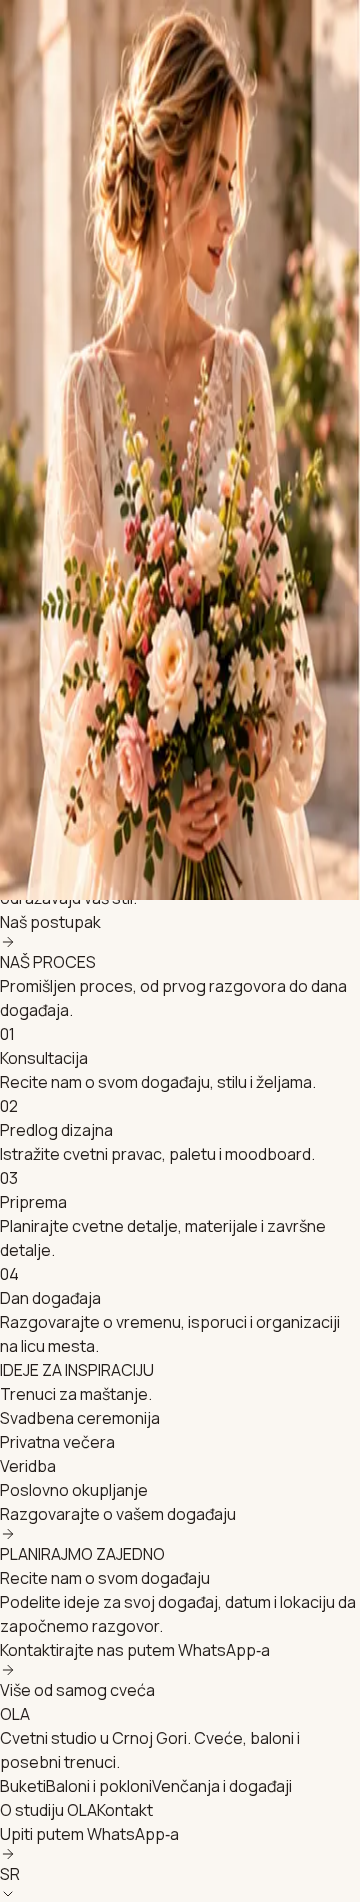 odražavaju vaš stil.
Naš postupak
→
NAŠ PROCES
Promišljen proces, od prvog razgovora do dana
događaja.
01
Konsultacija
Recite nam o svom događaju, stilu i željama.
02
Predlog dizajna
Istražite cvetni pravac, paletu i moodboard.
03
Priprema
Planirajte cvetne detalje, materijale i završne
detalje.
04
Dan događaja
Razgovarajte o vremenu, isporuci i organizaciji
na licu mesta.
IDEJE ZA INSPIRACIJU
Trenuci za maštanje.
Svadbena ceremonija
Privatna večera
Veridba
Poslovno okupljanje
Razgovarajte o vašem događaju
→
PLANIRAJMO ZAJEDNO
Recite nam o svom događaju
Podelite ideje za svoj događaj, datum i lokaciju da
započnemo razgovor.
Kontaktirajte nas putem WhatsApp-a
→
Više od samog cveća
OLA
Cvetni studio u Crnoj Gori. Cveće, baloni i
posebni trenuci.
BuketiBaloni i pokloniVenčanja i događaji
O studiju OLAKontakt
Upiti putem WhatsApp-a
→
SR